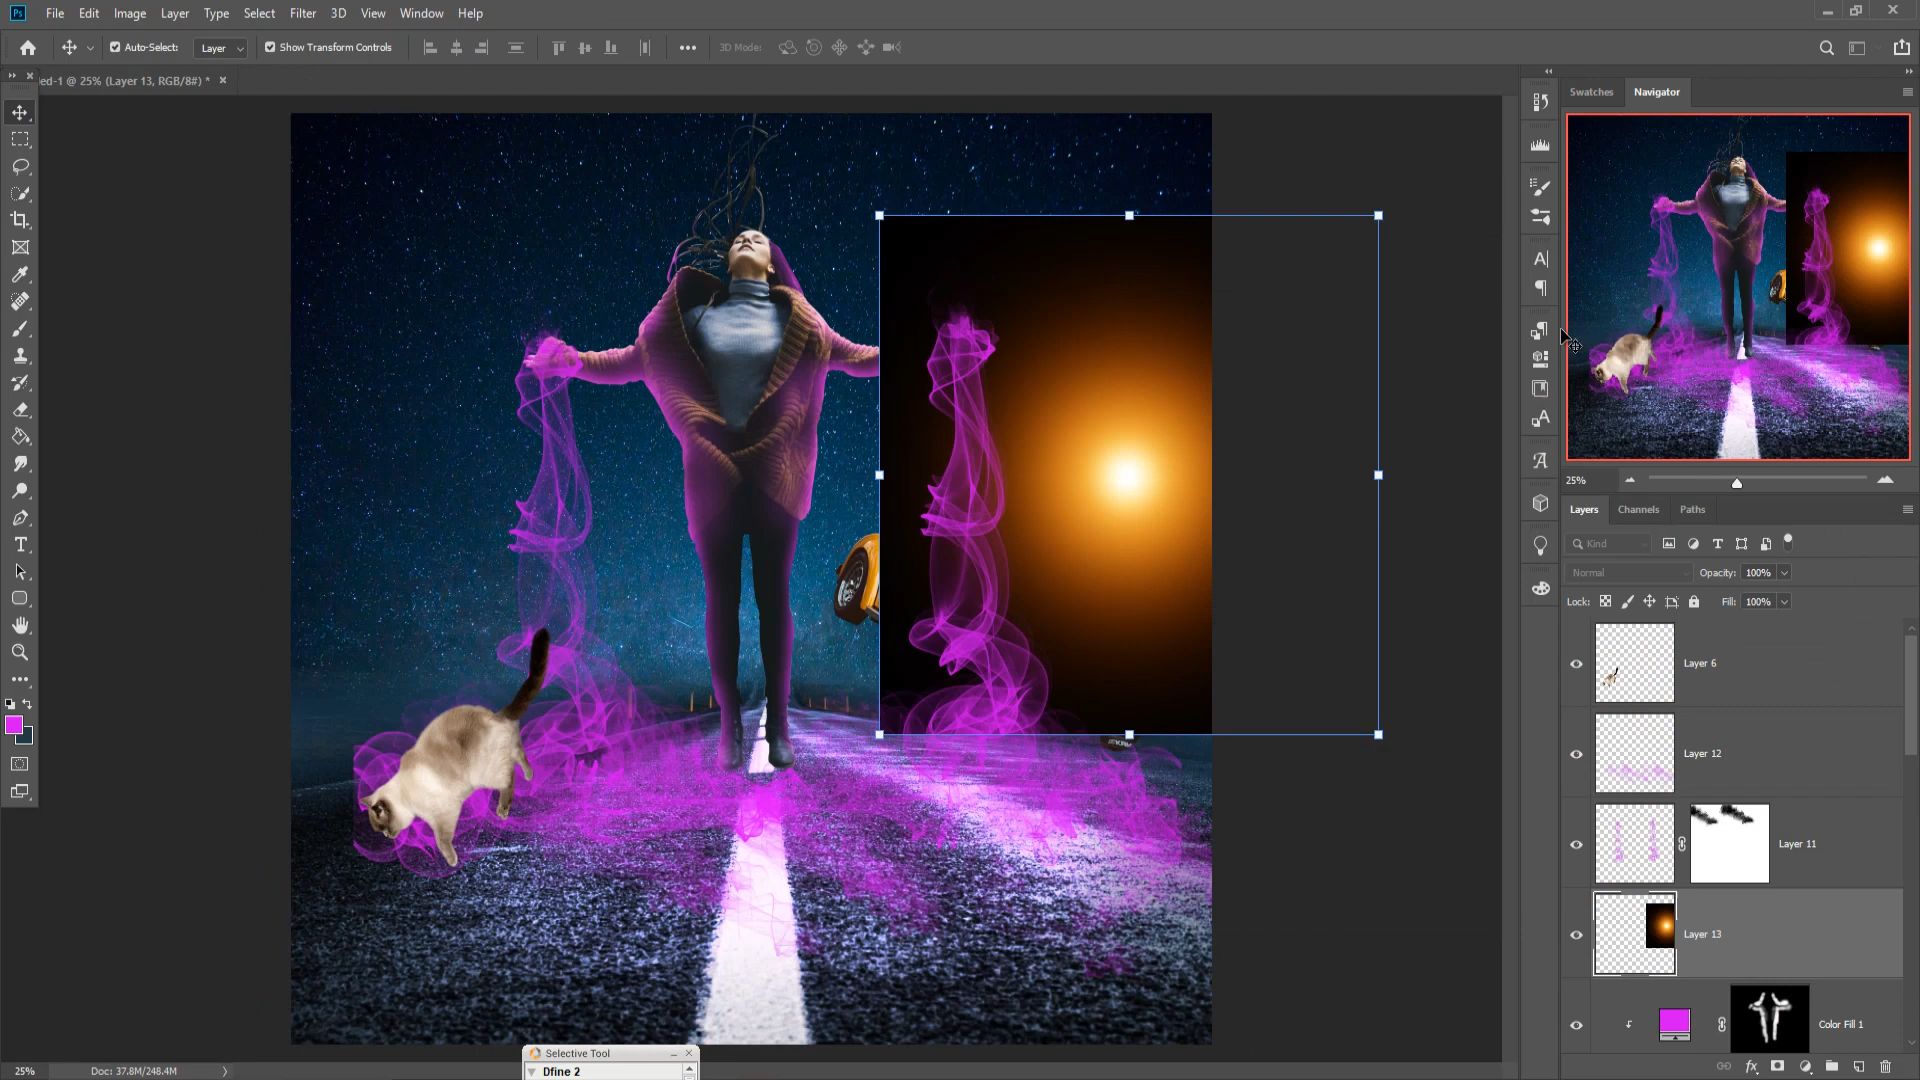 Ps File Edit Image Layer Type Select Filter 3D View Window Help
Auto-Select: Layer Show Transform Controls 3D Mode:
ed-1 @ 25% (Layer 13, RGB/8#) *
Swatches Navigator
25%
Layers Channels Paths
Kind
Normal Opacity: 100%
Lock: Fill: 100%
Layer 6
Layer 12
Layer 11
Layer 13
Color Fill 1
Selective Tool
Dfine 2
25% Doc: 37.8M/248.4M